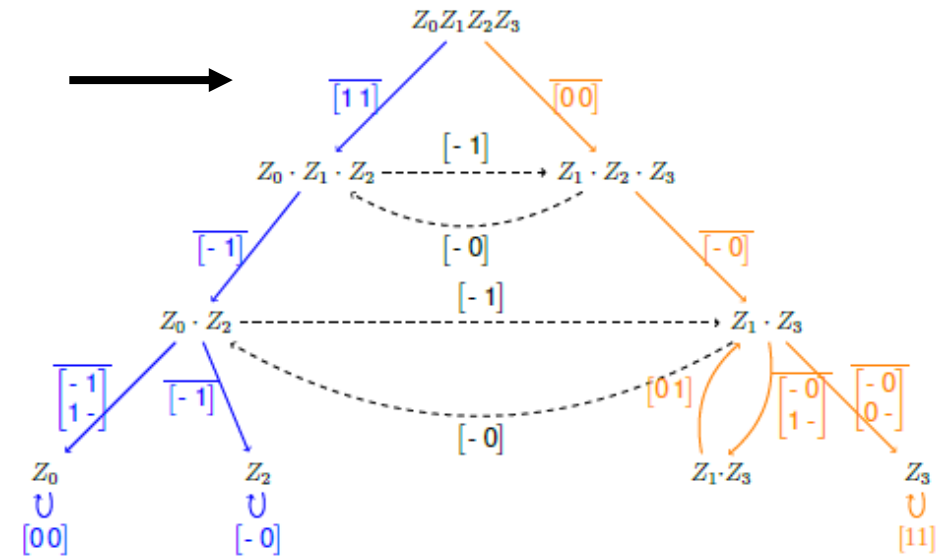 Z₀Z₁Z₂Z₃
[1 1] [0 0]
[- 1]
Z₀ · Z₁ · Z₂ Z₁ · Z₂ · Z₃
[- 1] [- 0] [- 0]
[- 1]
Z₀ · Z₂ Z₁ · Z₃
[- 1 [- 1] [0 1] [- 0 [- 0
1 -] 1 -] 0 -]
[- 0]
Z₀ Z₂ Z₁·Z₃ Z₃
[0 0] [- 0] [11]